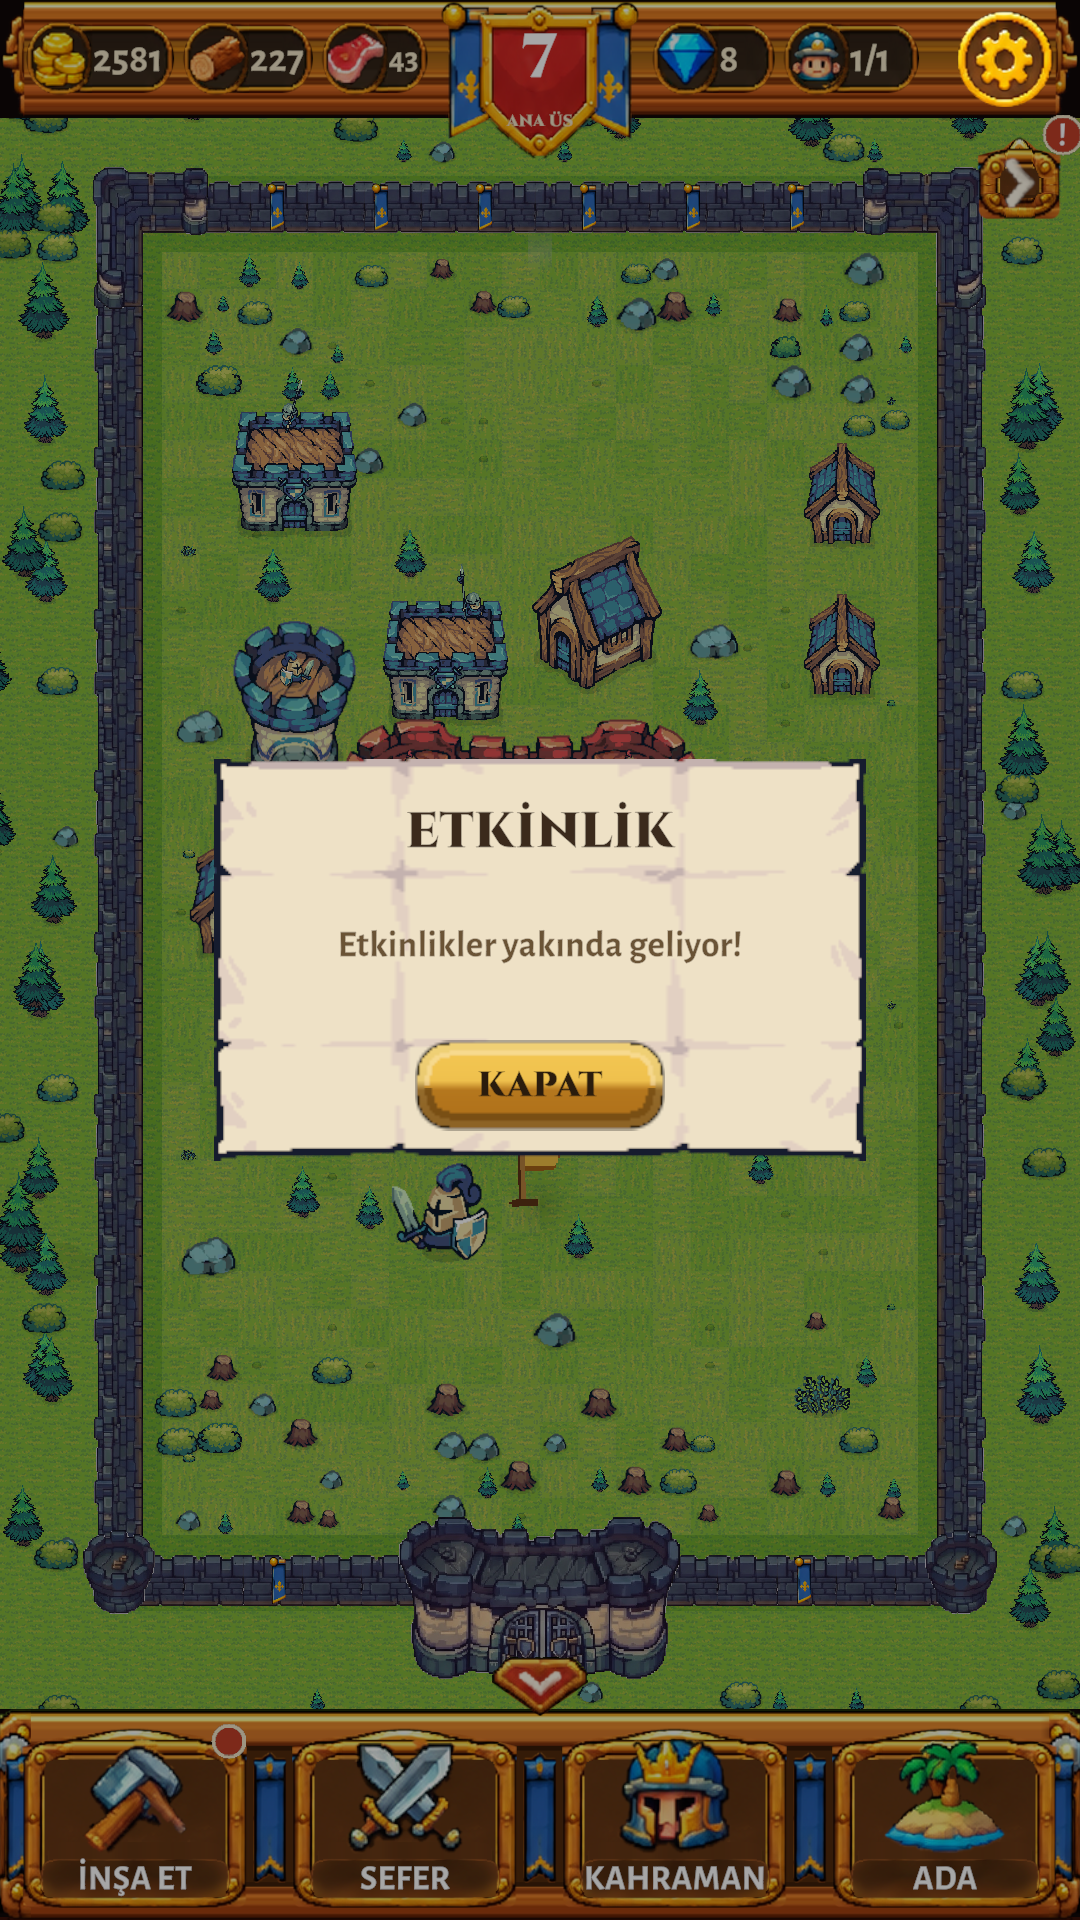 2581
227
43
7
ANA ÜS
8
1/1
!
ETKİNLİK
Etkinlikler yakında geliyor!
KAPAT
İNŞA ET
SEFER
KAHRAMAN
ADA